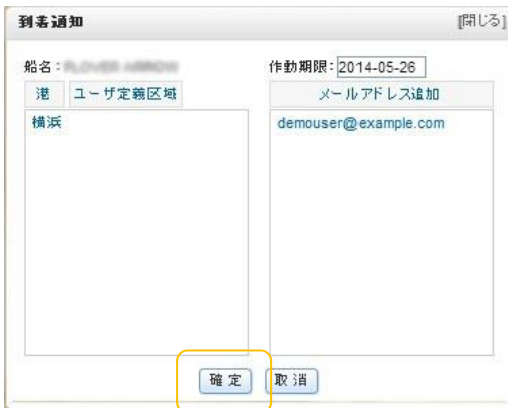 到着通知 [閉じる]
船名： 作動期限：2014-05-26
港 ユーザ定義区域 メールアドレス追加
横浜 demouser@example.com
確定 取消